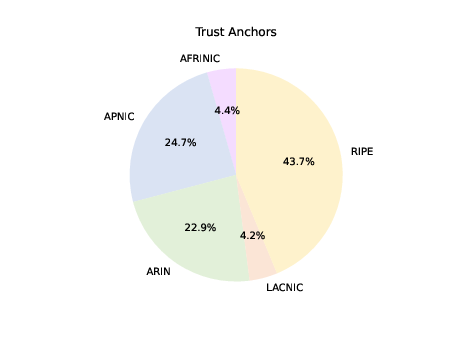 Trust Anchors
AFRINIC
4.4%
APNIC
24.7%
RIPE
43.7%
22.9%
ARIN
4.2%
LACNIC